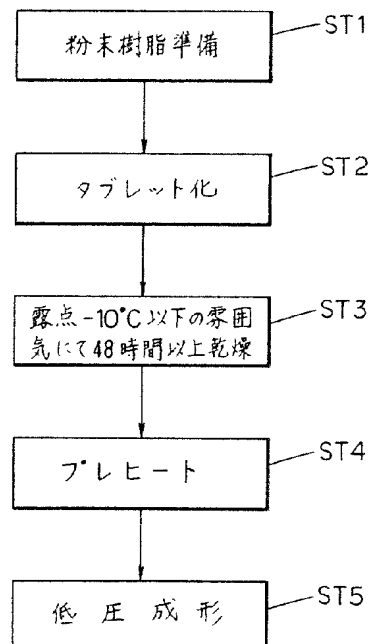 粉末樹脂準備
ST1
タブレット化
ST2
露点-10℃以下の雰囲
気にて48時間以上乾燥
ST3
プレヒート
ST4
低圧成形
ST5